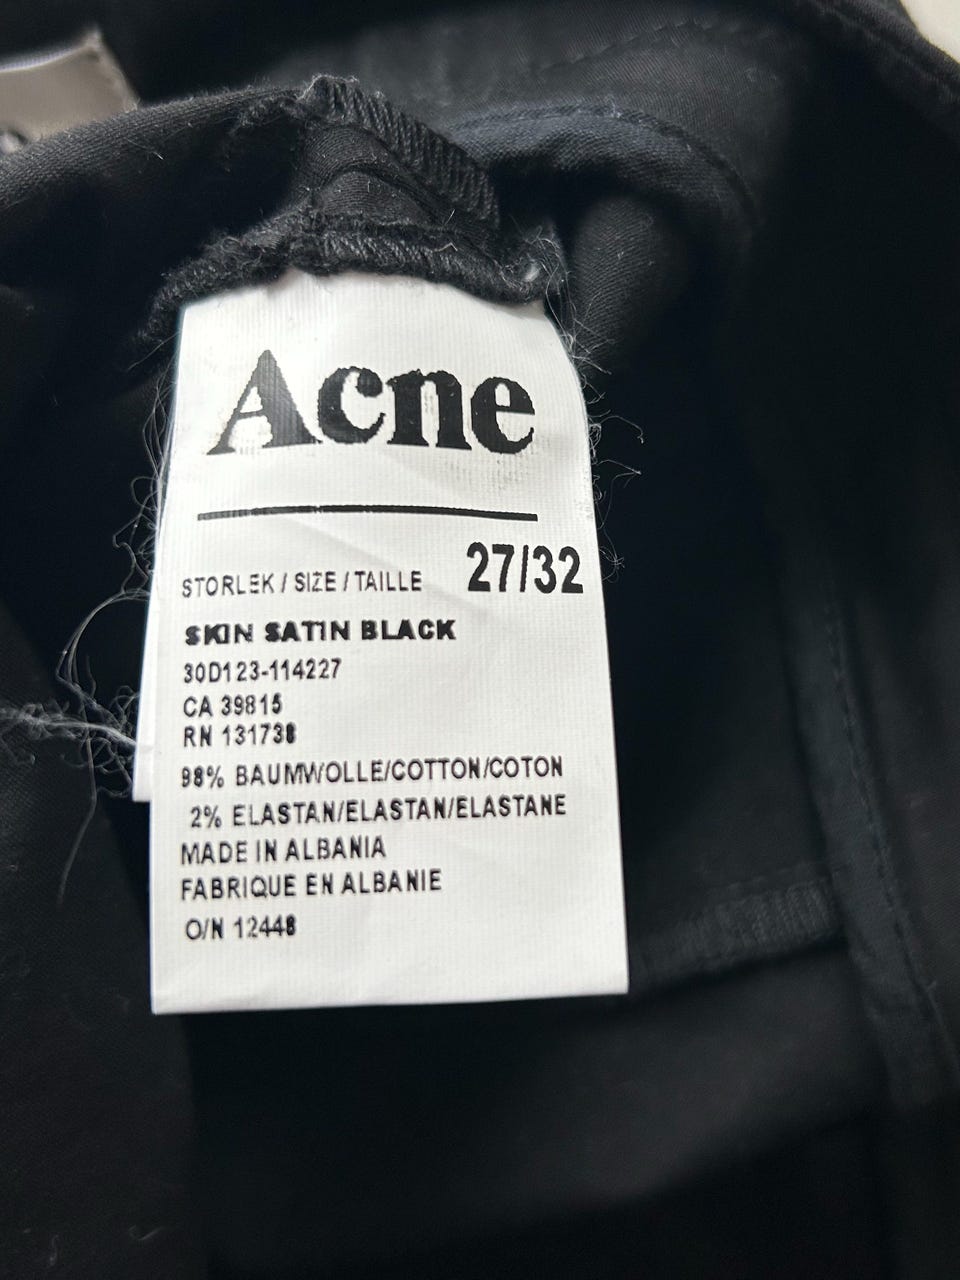 Acne
STORLEK / SIZE / TAILLE 27/32
SKIN SATIN BLACK
30D123-114227
CA 39815
RN 131738
98% BAUMWOLLE/COTTON/COTON
2% ELASTAN/ELASTAN/ELASTANE
MADE IN ALBANIA
FABRIQUE EN ALBANIE
O/N 12448